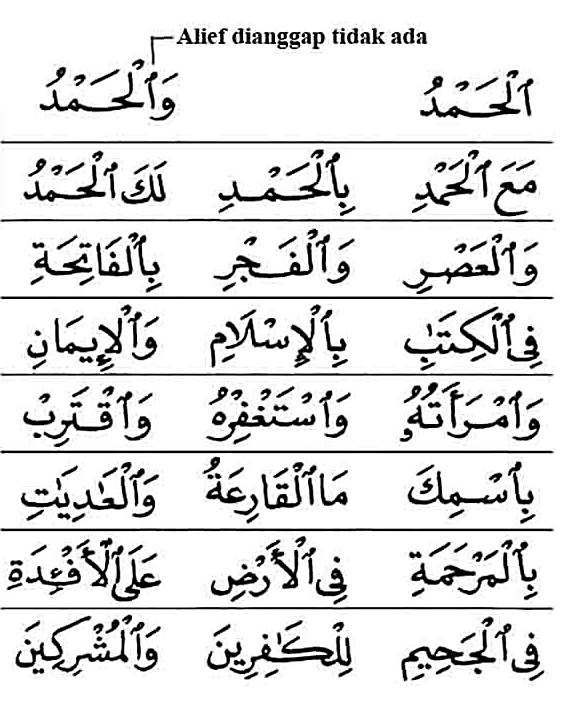 Alief dianggap tidak ada
ٱلْحَمْدُ وَٱلْحَمْدُ
مَعَ ٱلْحَمْدِ بِٱلْحَمْدِ لَكَ ٱلْحَمْدُ
وَٱلْعَصْرِ وَٱلْفَجْرِ بِٱلْفَاتِحَةِ
فِى ٱلْكِتَٰبِ بِٱلْإِسْلَامِ وَٱلْإِيمَانِ
وَٱمْرَأَتُهُۥ وَٱسْتَغْفِرْهُ وَٱقْتَرِبْ
بِٱسْمِكَ مَا ٱلْقَارِعَةُ وَٱلْعَٰدِيَٰتِ
بِٱلْمَرْحَمَةِ فِى ٱلْأَرْضِ عَلَى ٱلْأَفْئِدَةِ
فِى ٱلْجَحِيمِ لِلْكَٰفِرِينَ وَٱلْمُشْرِكِينَ